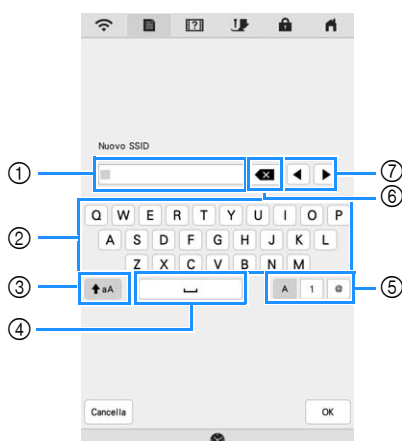 ?
Nuovo SSID
① ⑦
⑥
Q W E R T Y U I O P
② A S D F G H J K L
Z X C V B N M
③ aA A 1 @ ⑤
④
Cancella OK